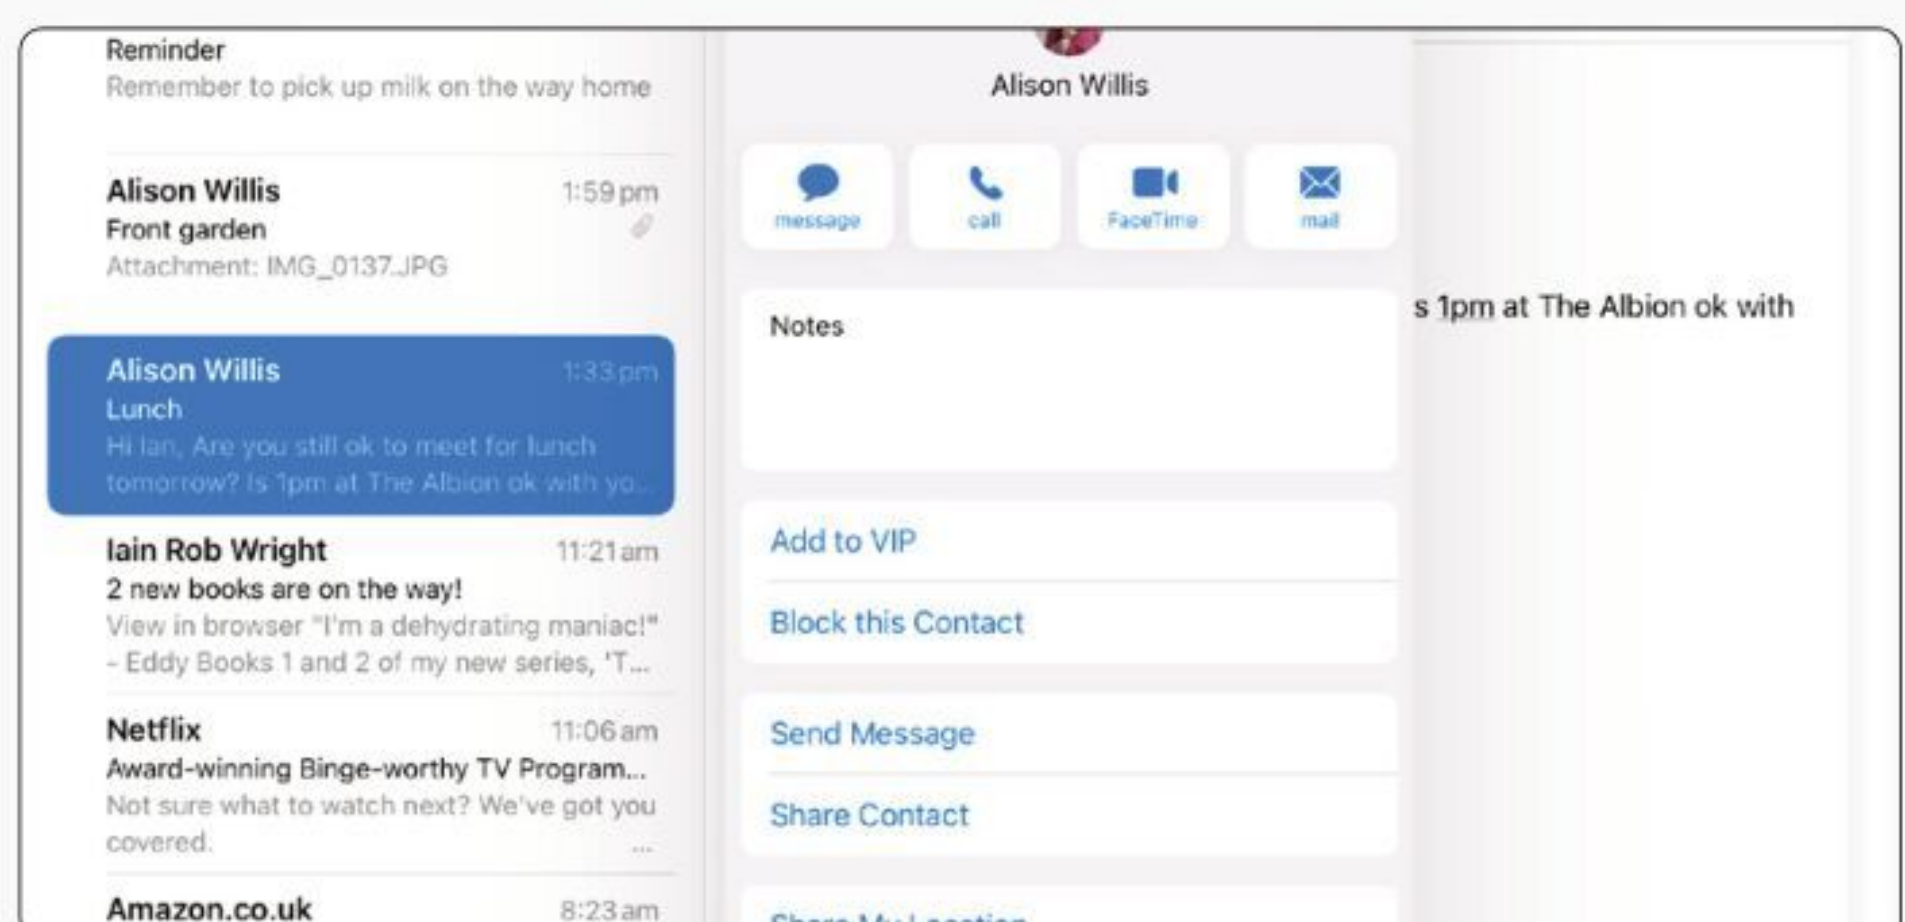 Reminder
Remember to pick up milk on the way home
Alison Willis 1:59 pm
Front garden
Attachment: IMG_0137.JPG
Alison Willis 1:33 pm
Lunch
Hi Ian, Are you still ok to meet for lunch
tomorrow? Is 1pm at The Albion ok with yo...
Iain Rob Wright 11:21 am
2 new books are on the way!
View in browser "I'm a dehydrating maniac!"
- Eddy Books 1 and 2 of my new series, 'T...
Netflix 11:06 am
Award-winning Binge-worthy TV Program...
Not sure what to watch next? We've got you
covered. ...
Amazon.co.uk 8:23 am
Alison Willis
message call FaceTime mail
Notes
Add to VIP
Block this Contact
Send Message
Share Contact
Share My Location
s 1pm at The Albion ok with